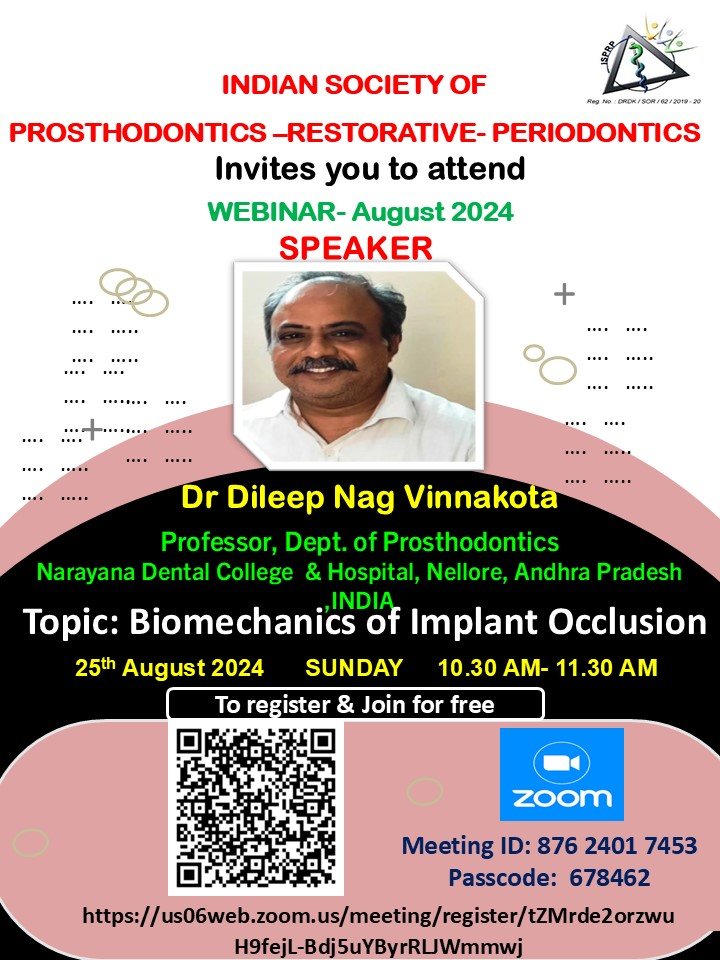 ISPRP
Reg. No. : DRDK / SOR / 62 / 2019 - 20
INDIAN SOCIETY OF
PROSTHODONTICS –RESTORATIVE- PERIODONTICS
Invites you to attend
WEBINAR- August 2024
SPEAKER
Dr Dileep Nag Vinnakota
Professor, Dept. of Prosthodontics
Narayana Dental College & Hospital, Nellore, Andhra Pradesh
,INDIA
Topic: Biomechanics of Implant Occlusion
25th August 2024 SUNDAY 10.30 AM- 11.30 AM
To register & Join for free
zoom
Meeting ID: 876 2401 7453
Passcode: 678462
https://us06web.zoom.us/meeting/register/tZMrde2orzwu
H9fejL-Bdj5uYByrRLJWmmwj